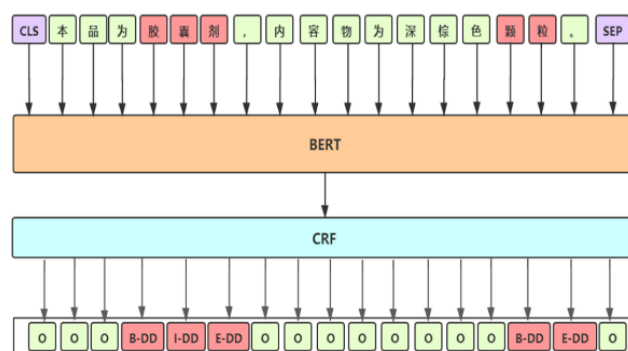 CLS 本 品 为 胶 囊 剂 , 内 容 物 为 深 棕 色 颗 粒 。 SEP
BERT
CRF
O O O B-DD I-DD E-DD O O O O O O O O B-DD E-DD O